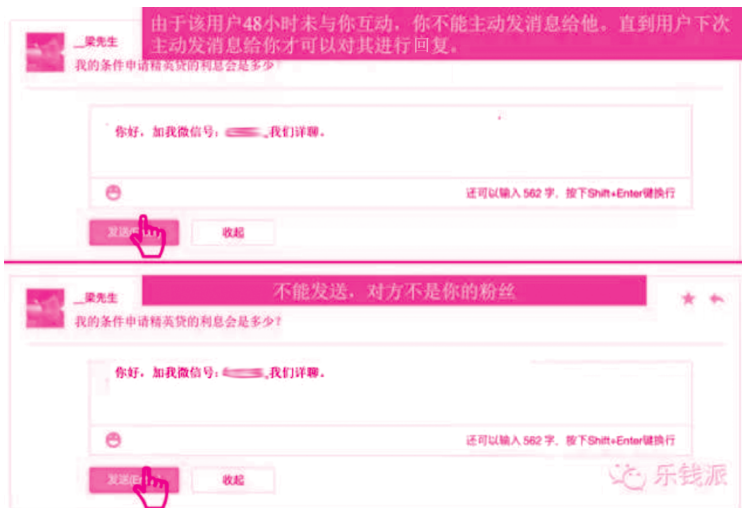 由于该用户48小时未与你互动，你不能主动发消息给他。直到用户下次
主动发消息给你才可以对其进行回复。
__梁先生
我的条件申请精英贷的利息会是多少?
你好，加我微信号：我们详聊。
还可以输入 562 字，按下Shift+Enter键换行
发送
收起
不能发送，对方不是你的粉丝
__梁先生
我的条件申请精英贷的利息会是多少?
你好，加我微信号：我们详聊。
还可以输入 562 字，按下Shift+Enter键换行
发送
收起
乐钱派